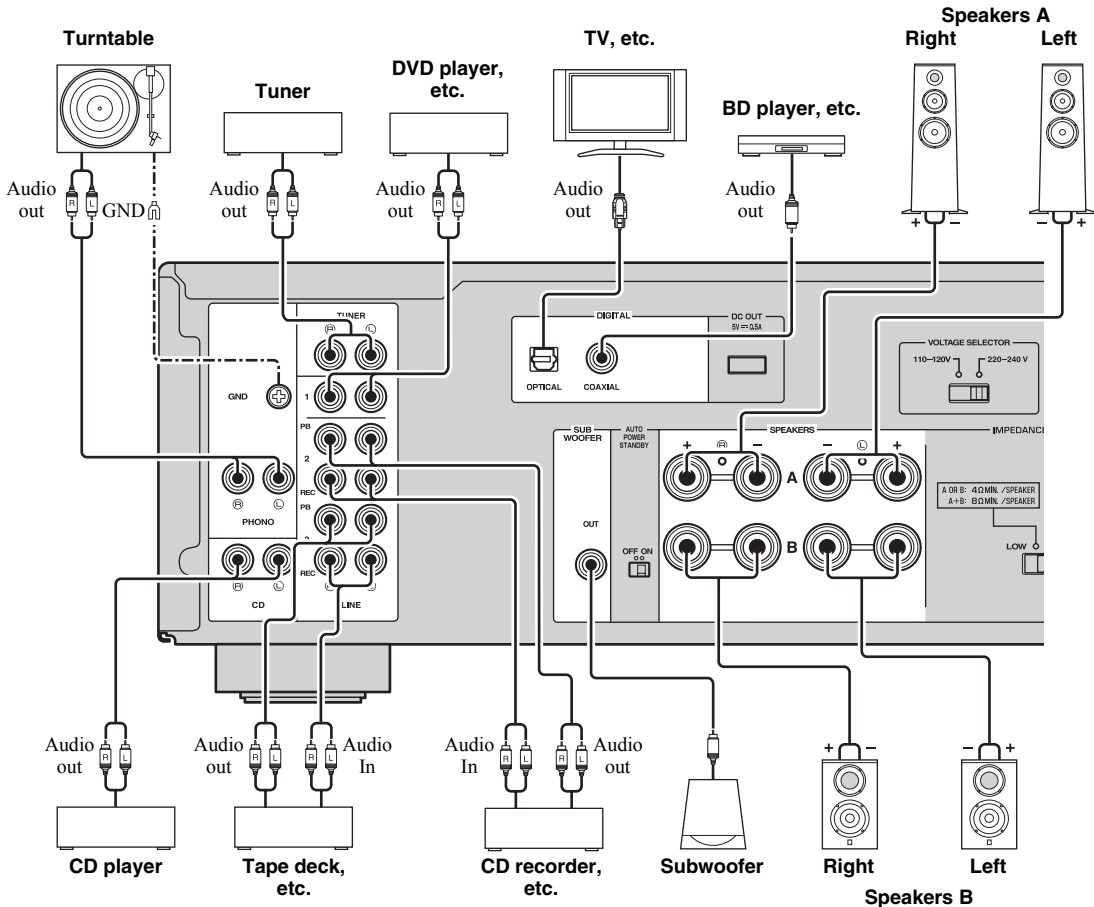 Speakers A
Turntable
TV, etc.
Right
Left
DVD player,
etc.
Tuner
BD player, etc.
Audio
out
R
L
GND
Audio
out
R
L
Audio
out
R
L
Audio
out
Audio
out
+ −
− +
TUNER
R
L
DIGITAL
DC OUT
5V 0.5A
VOLTAGE SELECTOR
110–120V
220–240 V
OPTICAL
COAXIAL
GND
1
PB
2
REC
PB
REC
SUB
WOOFER
AUTO
POWER
STANDBY
SPEAKERS
IMPEDANCE
+
R
−
−
L
+
A
A OR B: 4ΩMIN. /SPEAKER
A+B: 8ΩMIN. /SPEAKER
R
L
PHONO
OUT
OFF ON
B
LOW
R
L
CD
LINE
Audio
out
R
L
Audio
out
R
L
R
L
Audio
In
Audio
In
R
L
R
L
Audio
out
+ −
− +
CD player
Tape deck,
etc.
CD recorder,
etc.
Subwoofer
Right
Left
Speakers B